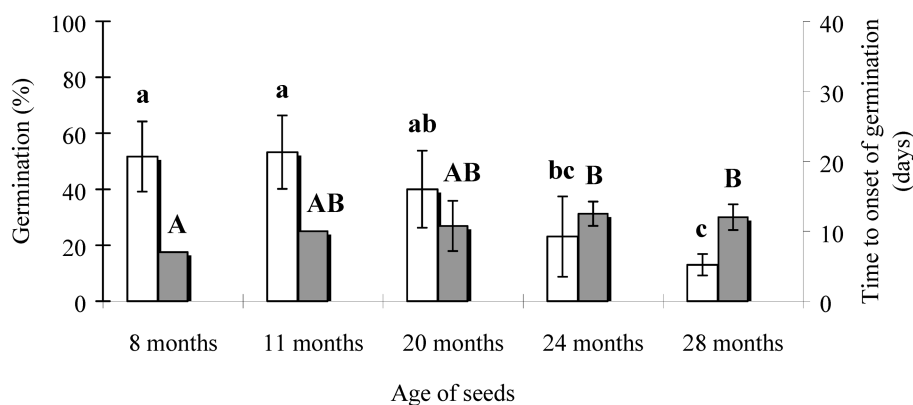 100
80
60
40
20
0
Germination (%)
a
A
a
AB
ab
AB
bc
B
c
B
40
30
20
10
0
Time to onset of germination
(days)
8 months
11 months
20 months
24 months
28 months
Age of seeds